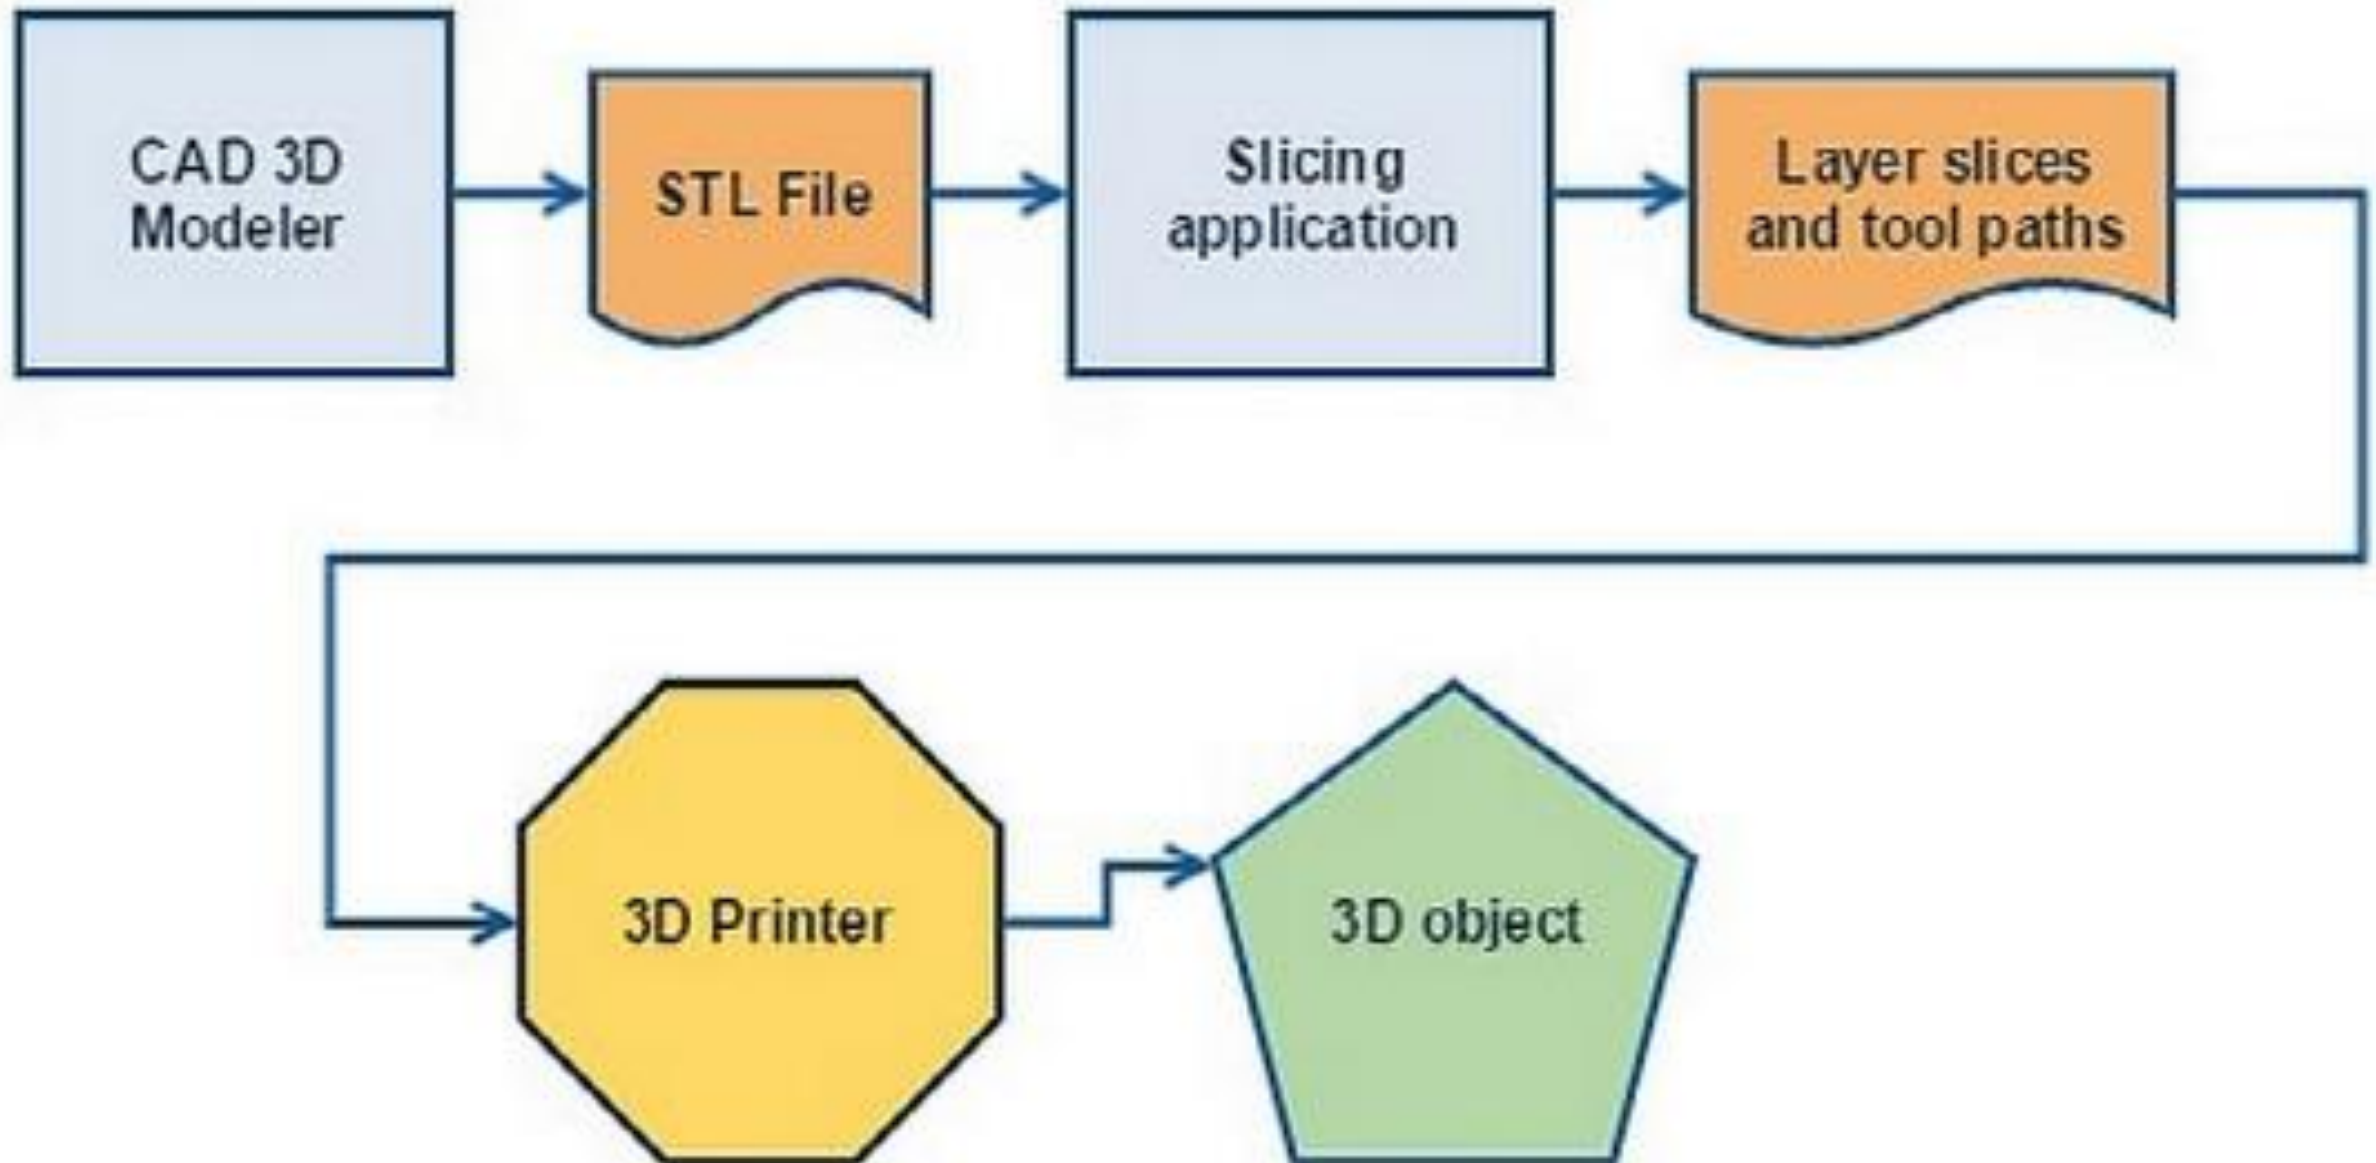 CAD 3D
Modeler
STL File
Slicing
application
Layer slices
and tool paths
3D Printer
3D object